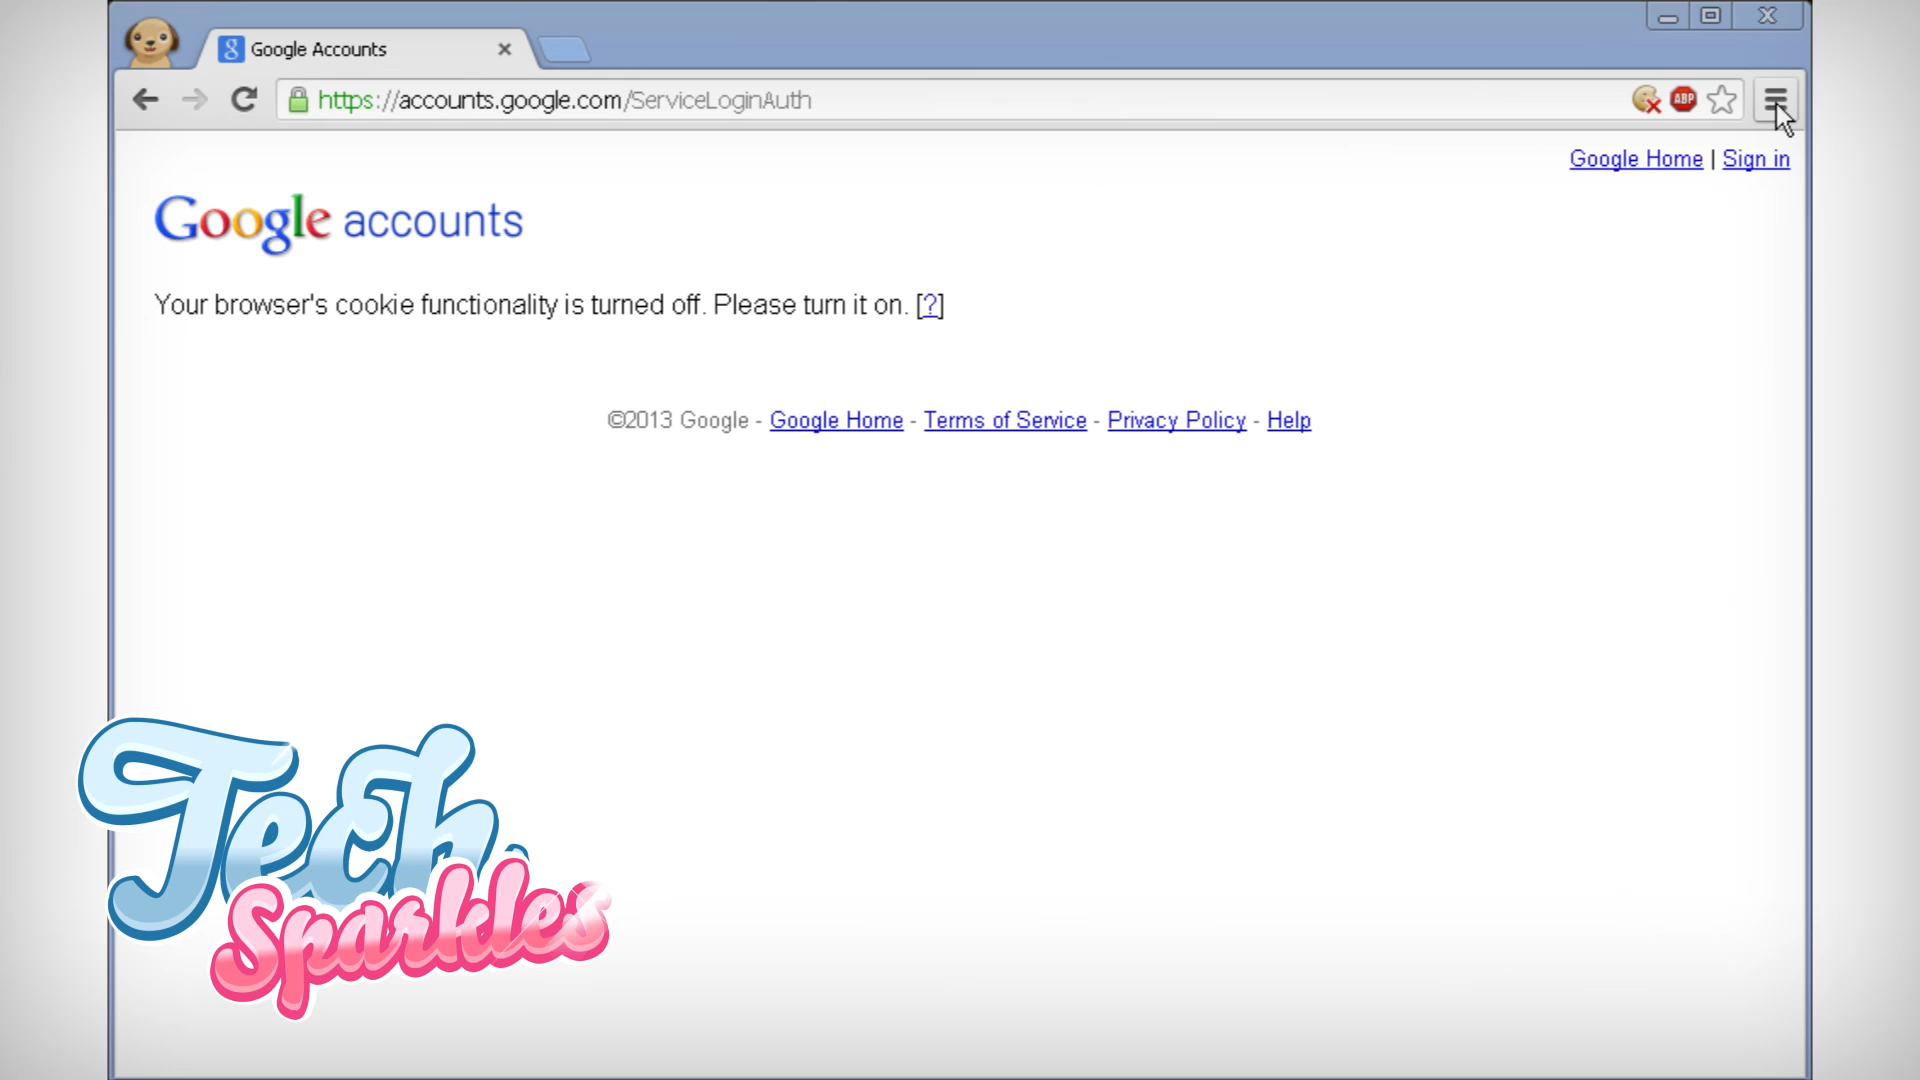 Google Accounts
https://accounts.google.com/ServiceLoginAuth
ABP
Google Home | Sign in
Google accounts
Your browser's cookie functionality is turned off. Please turn it on. [?]
©2013 Google - Google Home - Terms of Service - Privacy Policy - Help
Tech
Sparkles